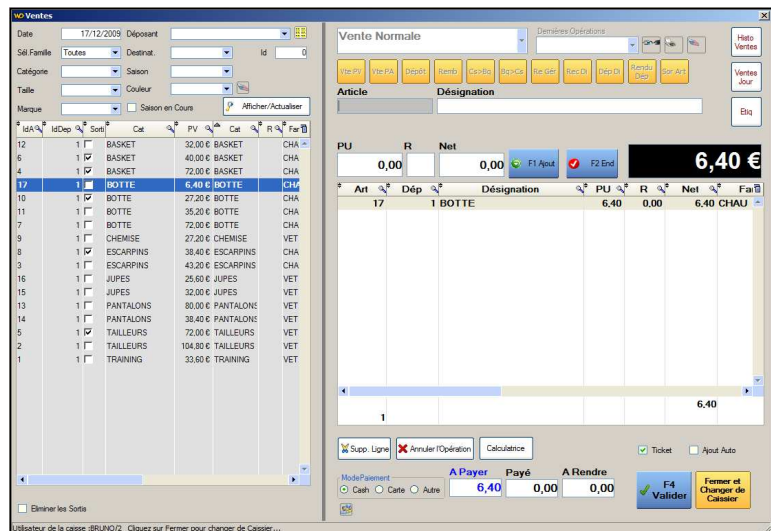 Ventes
Date 17/12/2009 Déposant
Sél.Famille Toutes Destinat. Id 0
Catégorie Saison
Taille Couleur
Marque Saison en Cours Afficher/Actualiser
IdA IdDep Sorti Cat PV Cat R Far
12 1 BASKET 32,00 € BASKET CHA
6 1 BASKET 40,00 € BASKET CHA
4 1 BASKET 72,00 € BASKET CHA
17 1 BOTTE 6,40 € BOTTE CHA
10 1 BOTTE 27,20 € BOTTE CHA
11 1 BOTTE 35,20 € BOTTE CHA
7 1 BOTTE 72,00 € BOTTE CHA
9 1 CHEMISE 27,20 € CHEMISE VET
8 1 ESCARPINS 38,40 € ESCARPINS CHA
3 1 ESCARPINS 43,20 € ESCARPINS CHA
16 1 JUPES 25,60 € JUPES VET
15 1 JUPES 32,00 € JUPES VET
13 1 PANTALONS 80,00 € PANTALONS VET
14 1 PANTALONS 38,40 € PANTALONS VET
5 1 TAILLEURS 72,00 € TAILLEURS VET
2 1 TAILLEURS 104,80 € TAILLEURS VET
1 1 TRAINING 33,60 € TRAINING VET
Eliminer les Sortis
Utilisateur de la caisse :BRUNO/2 Cliquez sur Fermer pour changer de Caissier...
Vente Normale
Dernières Opérations
Histo Ventes
Vte PV Vte PA Dépôt Remb Cs>Bq Bq>Cs Re Gér Rec Di Dép Di Rendu Dép Sor Art
Ventes Jour
Article Désignation
Etiq
PU R Net
0,00 0,00 F1 Ajout F2 End 6,40 €
Art Dép Désignation PU R Net Fai
17 1 BOTTE 6,40 0,00 6,40 CHAU
6,40
1
Supp. Ligne Annuler l'Opération Calculatrice Ticket Ajout Auto
ModePaiement
Cash Carte Autre
A Payer Payé A Rendre
6,40 0,00 0,00
F4 Valider
Fermer et Changer de Caissier